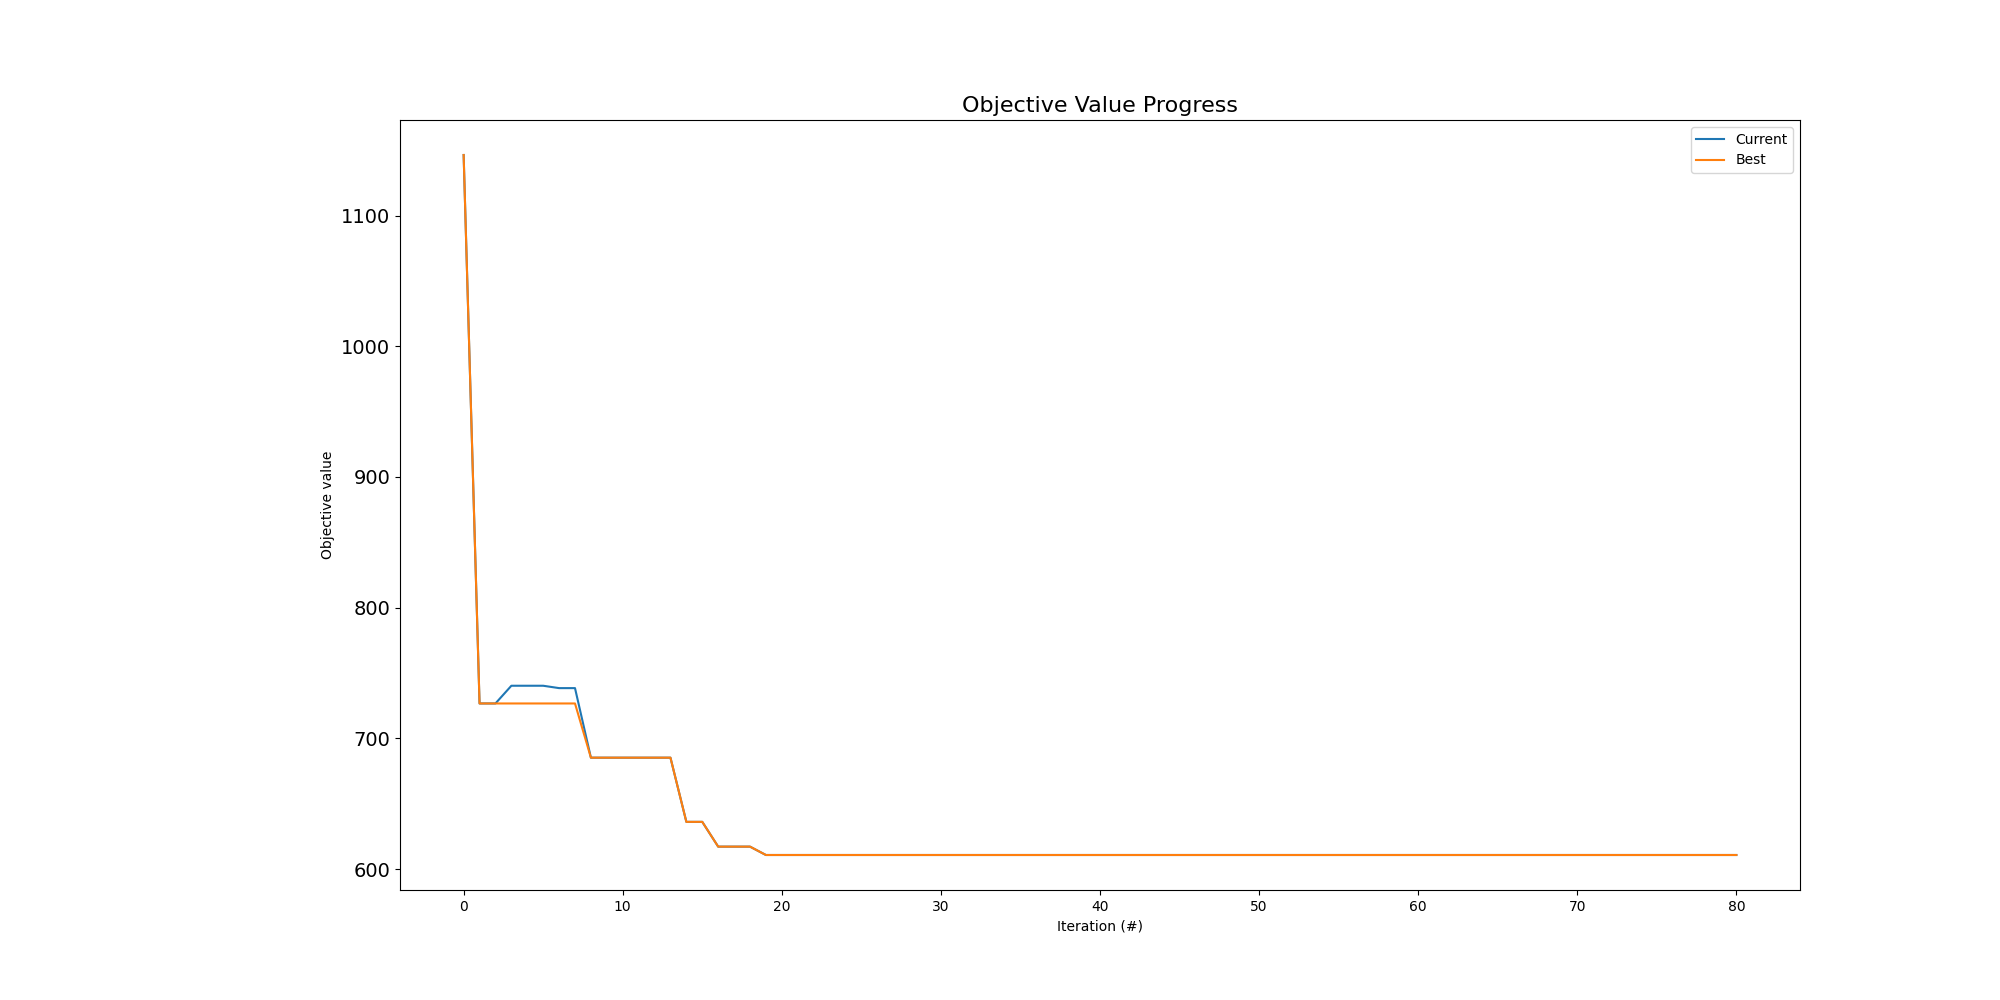 Objective Value Progress
Current
Best
1100
1000
900
800
700
600
Objective value
0 10 20 30 40 50 60 70 80
Iteration (#)